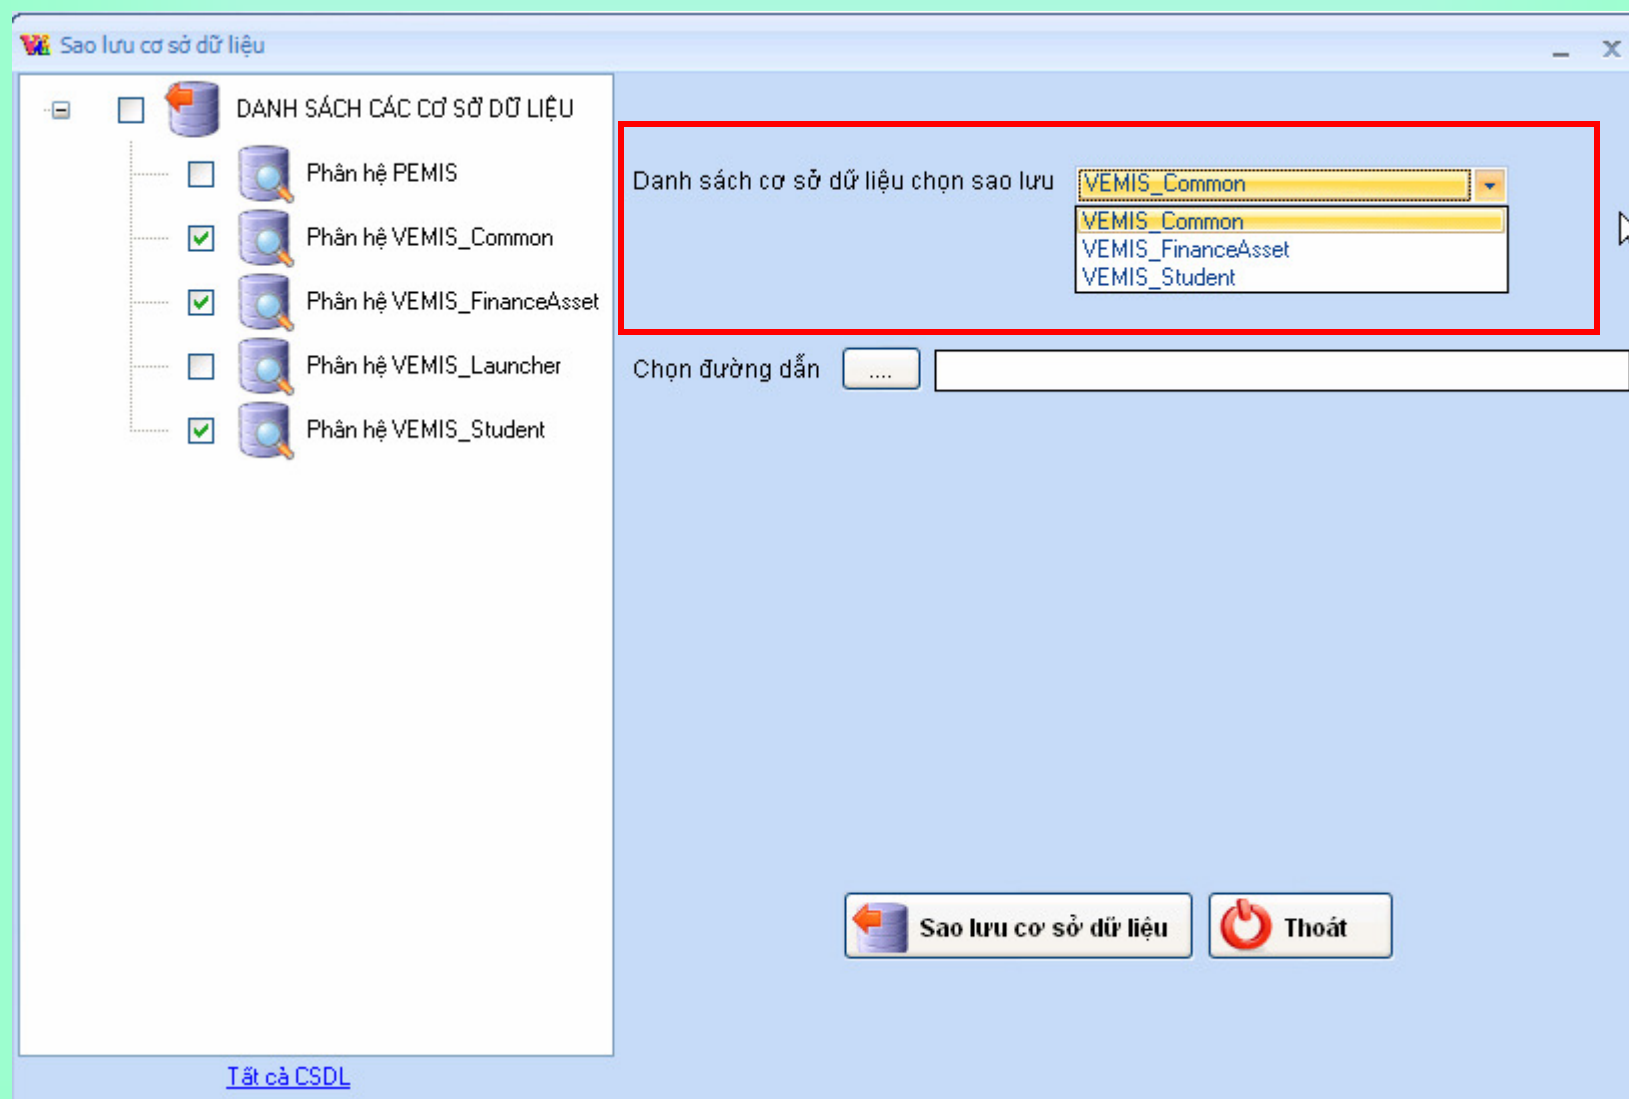 Sao lưu cơ sở dữ liệu
DANH SÁCH CÁC CƠ SỞ DỮ LIỆU
Phân hệ PEMIS
Phân hệ VEMIS_Common
Phân hệ VEMIS_FinanceAsset
Phân hệ VEMIS_Launcher
Phân hệ VEMIS_Student
Tất cả CSDL
Danh sách cơ sở dữ liệu chọn sao lưu
VEMIS_Common
VEMIS_Common
VEMIS_FinanceAsset
VEMIS_Student
Chọn đường dẫn ....
Sao lưu cơ sở dữ liệu Thoát